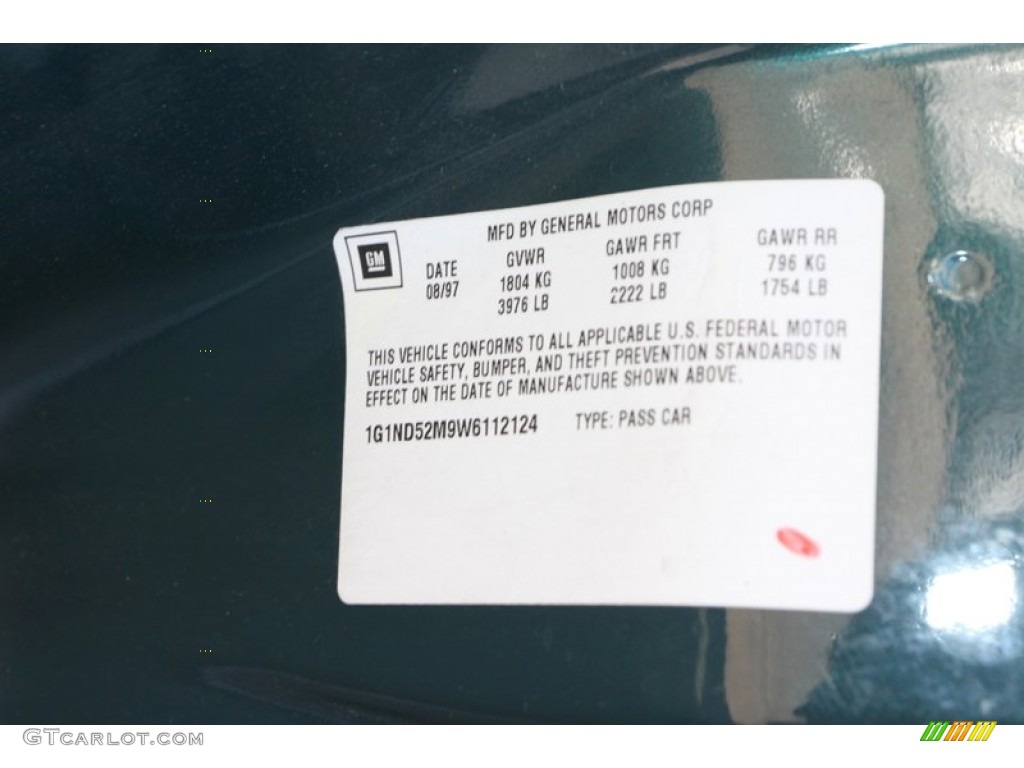 MFD BY GENERAL MOTORS CORP
GM
DATE GVWR GAWR FRT GAWR RR
08/97 1804 KG 1008 KG 796 KG
3976 LB 2222 LB 1754 LB
THIS VEHICLE CONFORMS TO ALL APPLICABLE U.S. FEDERAL MOTOR
VEHICLE SAFETY, BUMPER, AND THEFT PREVENTION STANDARDS IN
EFFECT ON THE DATE OF MANUFACTURE SHOWN ABOVE.
1G1ND52M9W6112124 TYPE: PASS CAR
GTCARLOT.COM